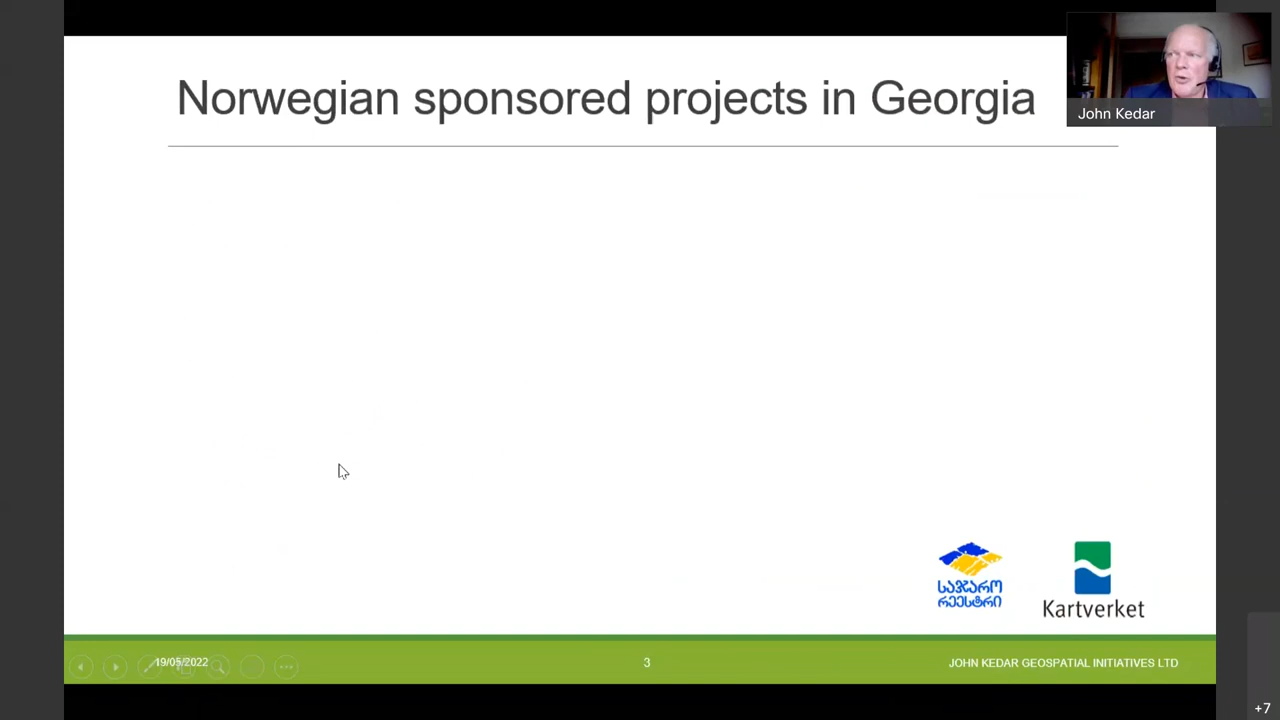 Norwegian sponsored projects in Georgia
John Kedar
საჯარო
რეესტრი
Kartverket
19/05/2022
3
JOHN KEDAR GEOSPATIAL INITIATIVES LTD
+7